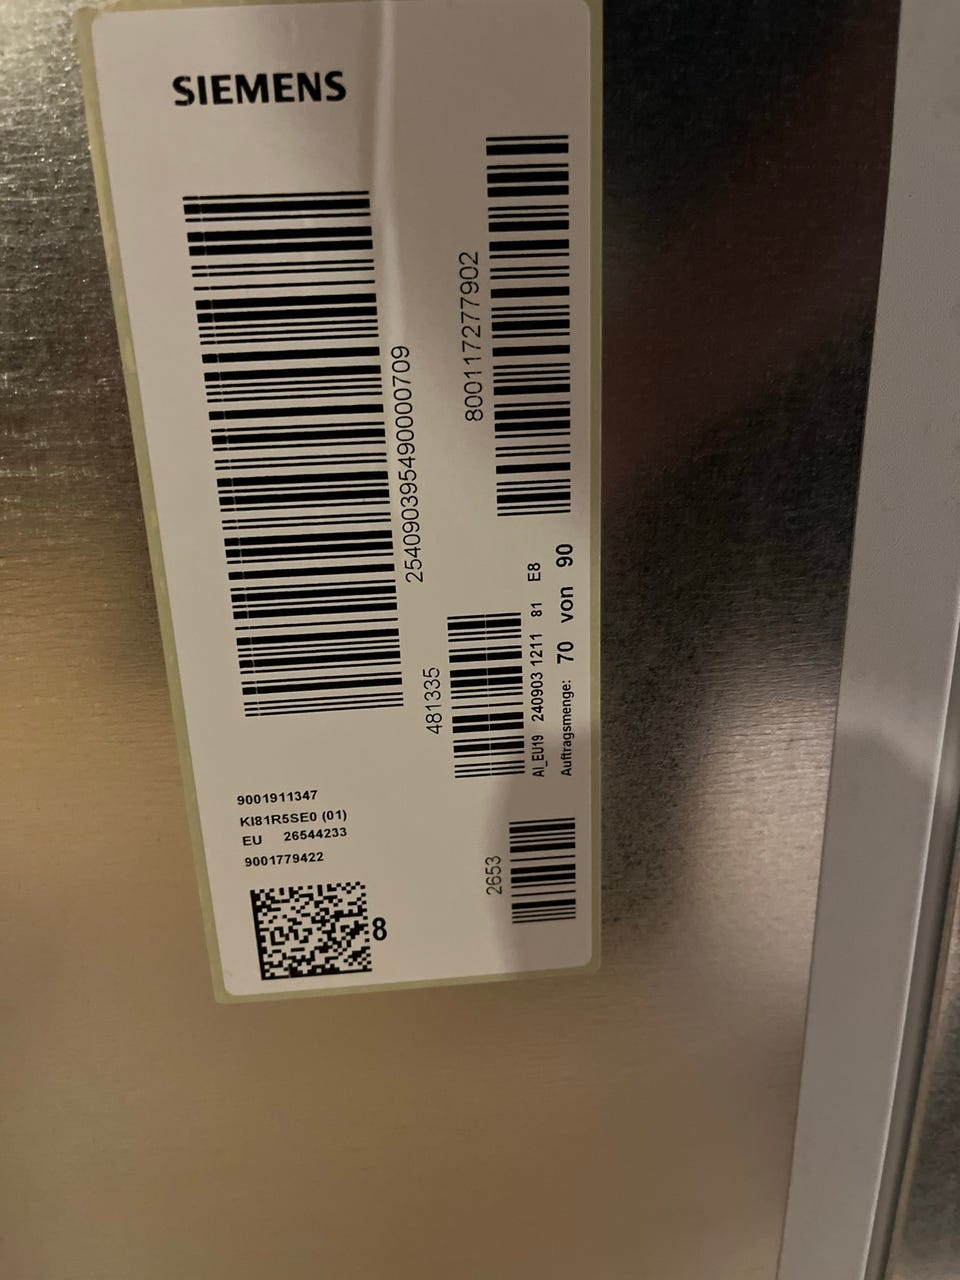 SIEMENS
254090395490000709
800117277902
481335
AI_EU19 240903 1211 81 E8
Auftragsmenge: 70 von 90
9001911347
KI81R5SE0 (01)
EU 26544233
9001779422
2653
8